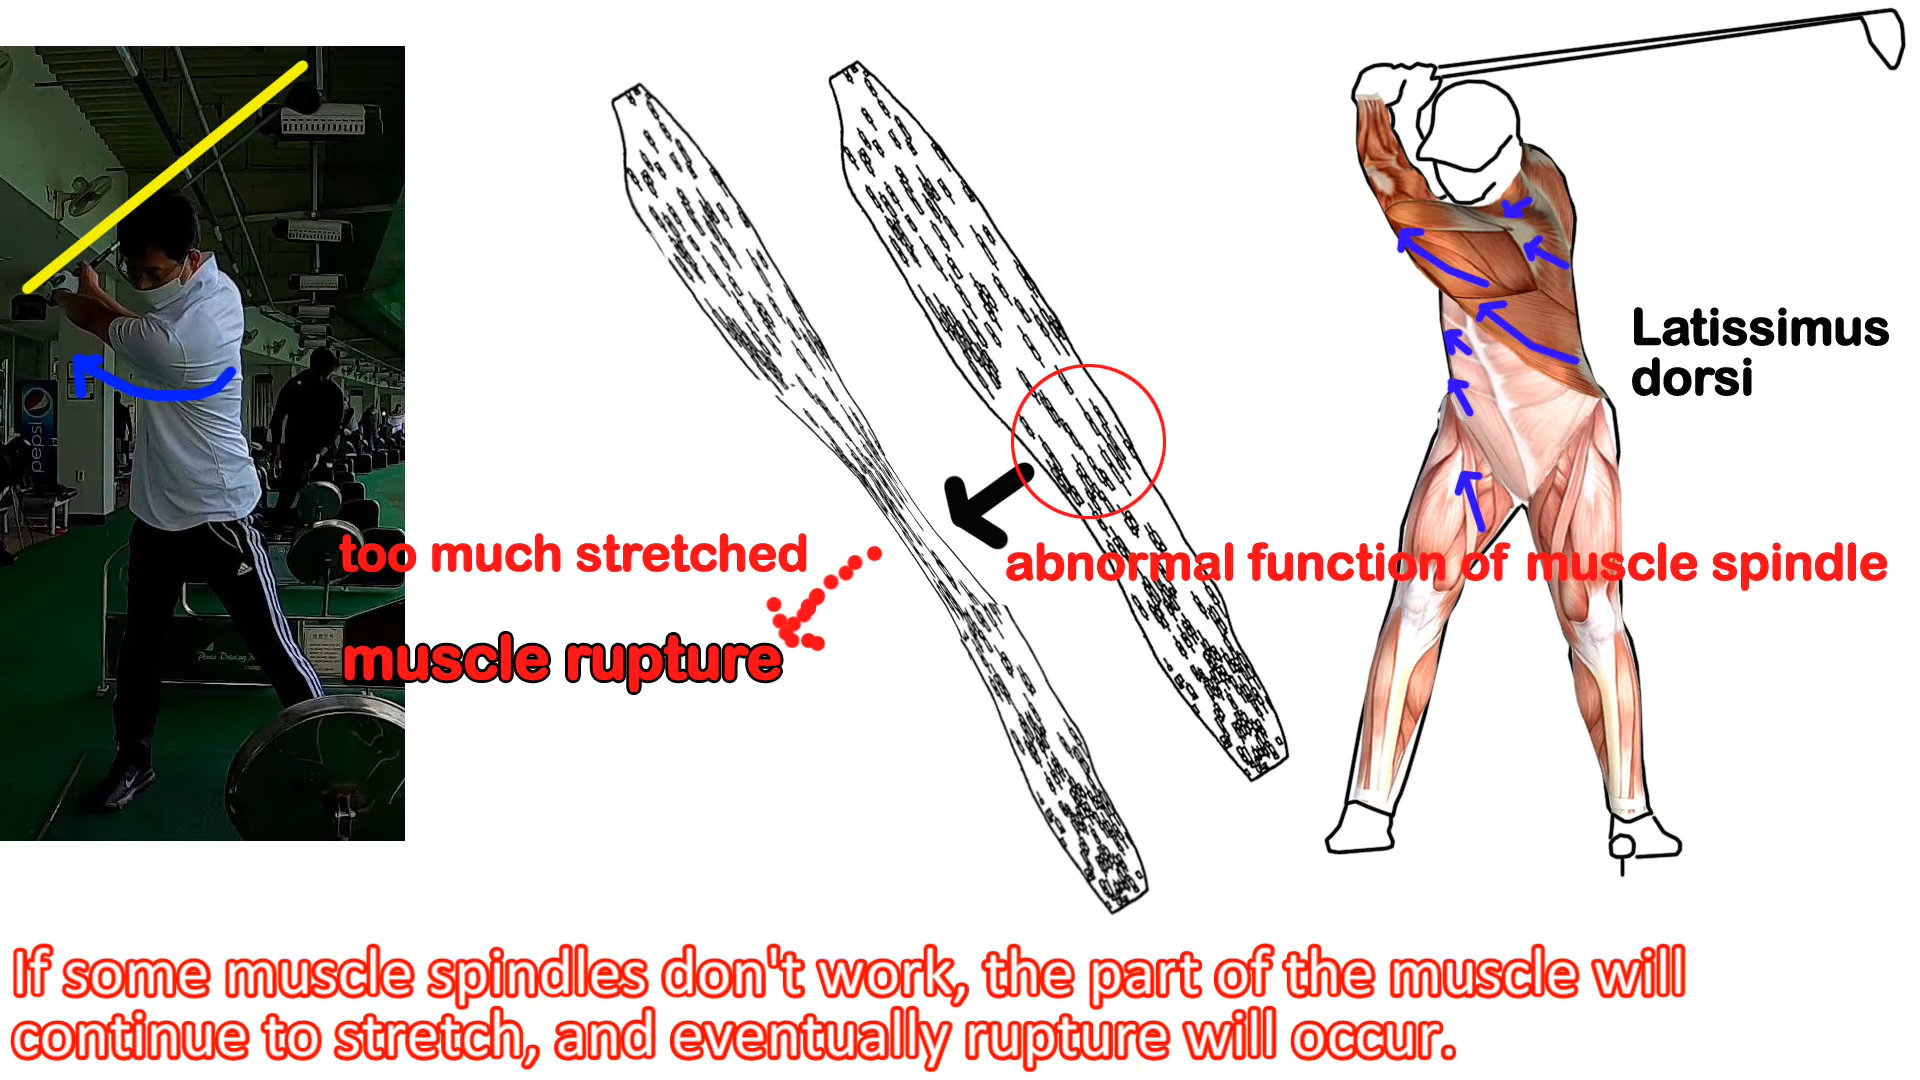 pepsi
Latissimus
dorsi
too much stretched
abnormal function of muscle spindle
muscle rupture
If some muscle spindles don't work, the part of the muscle will
continue to stretch, and eventually rupture will occur.